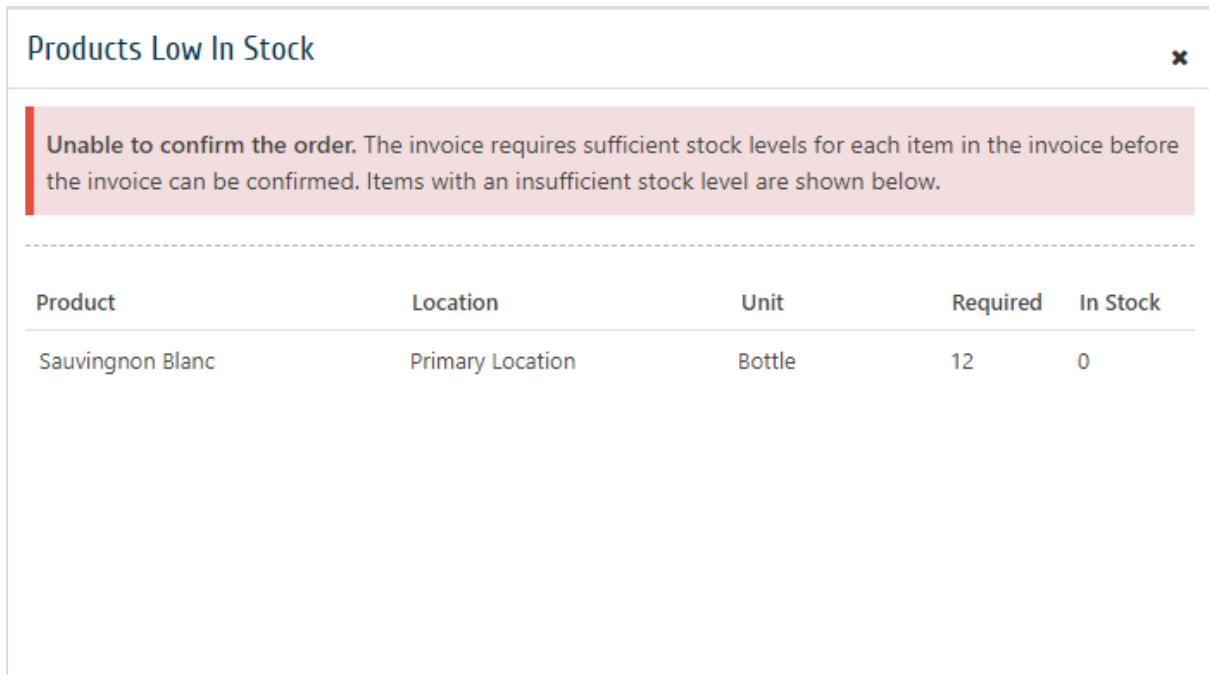 Products Low In Stock
Unable to confirm the order. The invoice requires sufficient stock levels for each item in the invoice before
the invoice can be confirmed. Items with an insufficient stock level are shown below.
Product Location Unit Required In Stock
Sauvingnon Blanc Primary Location Bottle 12 0